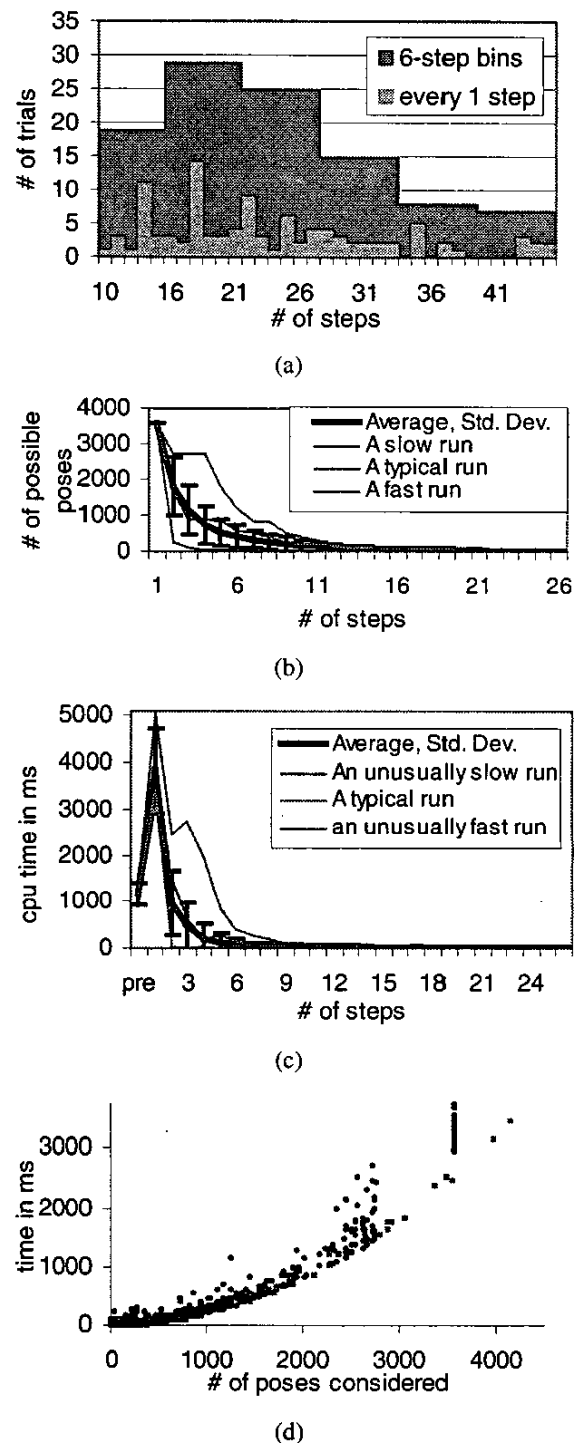 35
30
25
20
15
10
5
0
# of trials
6-step bins
every 1 step
10 16 21 26 31 36 41
# of steps
(a)
4000
3000
2000
1000
0
# of possible
poses
Average, Std. Dev.
A slow run
A typical run
A fast run
1 6 11 16 21 26
# of steps
(b)
5000
4000
3000
2000
1000
0
cpu time in ms
Average, Std. Dev.
An unusually slow run
A typical run
an unusually fast run
pre 3 6 9 12 15 18 21 24
# of steps
(c)
3000
2000
1000
0
time in ms
0 1000 2000 3000 4000
# of poses considered
(d)